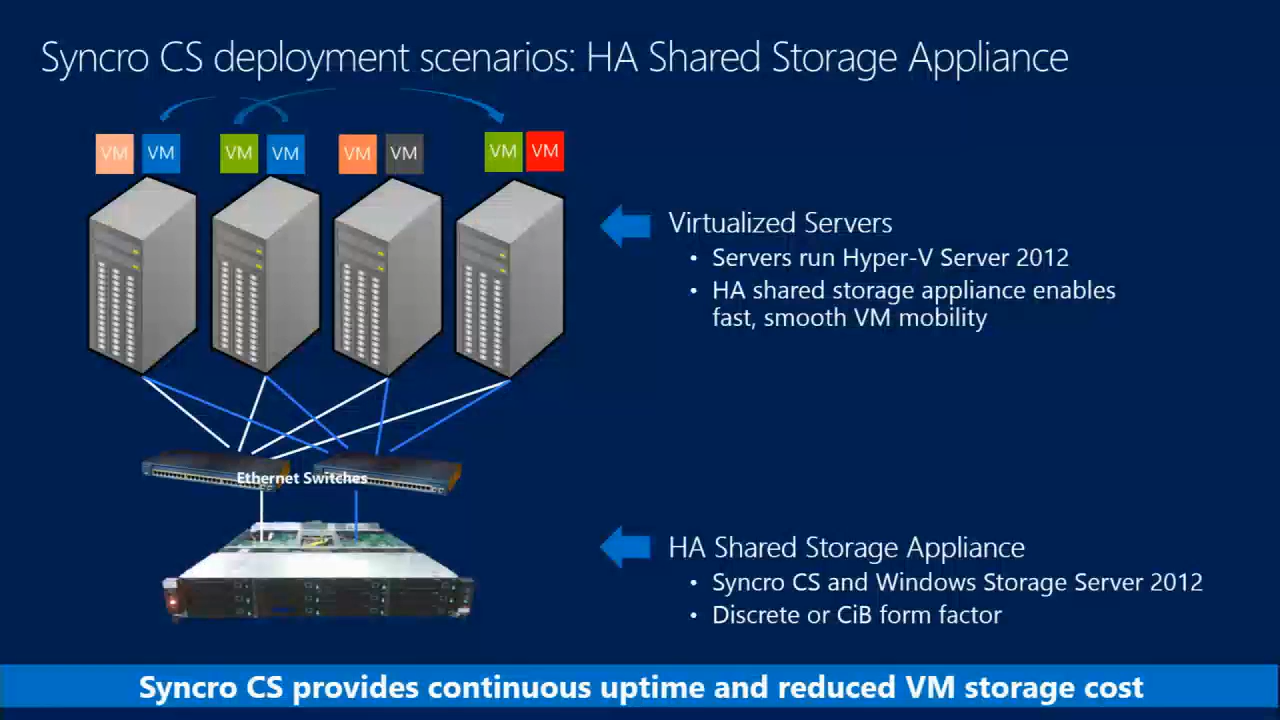 Syncro CS deployment scenarios: HA Shared Storage Appliance
VM VM VM VM VM VM VM VM
Virtualized Servers
• Servers run Hyper-V Server 2012
• HA shared storage appliance enables
fast, smooth VM mobility
Ethernet Switches
HA Shared Storage Appliance
• Syncro CS and Windows Storage Server 2012
• Discrete or CiB form factor
Syncro CS provides continuous uptime and reduced VM storage cost